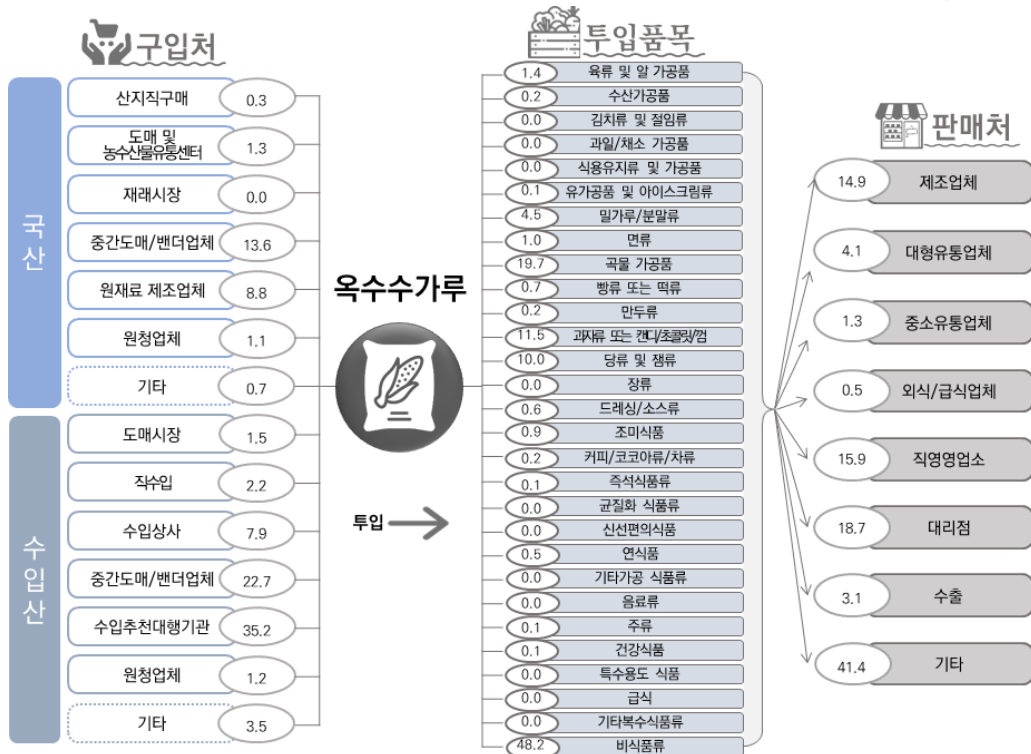 구입처
국산
산지직구매 0.3
도매 및
농수산물유통센터 1.3
재래시장 0.0
중간도매/밴더업체 13.6
원재료 제조업체 8.8
원청업체 1.1
기타 0.7
수입산
도매시장 1.5
직수입 2.2
수입상사 7.9
중간도매/밴더업체 22.7
수입추천대행기관 35.2
원청업체 1.2
기타 3.5
옥수수가루
투입
투입품목
1.4 육류 및 알 가공품
0.2 수산가공품
0.0 김치류 및 절임류
0.0 과일/채소 가공품
0.0 식용유지류 및 가공품
0.1 유가공품 및 아이스크림류
4.5 밀가루/분말류
1.0 면류
19.7 곡물 가공품
0.7 빵류 또는 떡류
0.2 만두류
11.5 과자류 또는 캔디/초콜릿/껌
10.0 당류 및 잼류
0.0 장류
0.6 드레싱/소스류
0.9 조미식품
0.2 커피/코코아류/차류
0.1 즉석식품류
0.0 균질화 식품류
0.0 신선편의식품
0.5 연식품
0.0 기타가공 식품류
0.0 음료류
0.1 주류
0.1 건강식품
0.0 특수용도 식품
0.0 급식
0.0 기타복수식품류
48.2 비식품류
판매처
14.9 제조업체
4.1 대형유통업체
1.3 중소유통업체
0.5 외식/급식업체
15.9 직영영업소
18.7 대리점
3.1 수출
41.4 기타